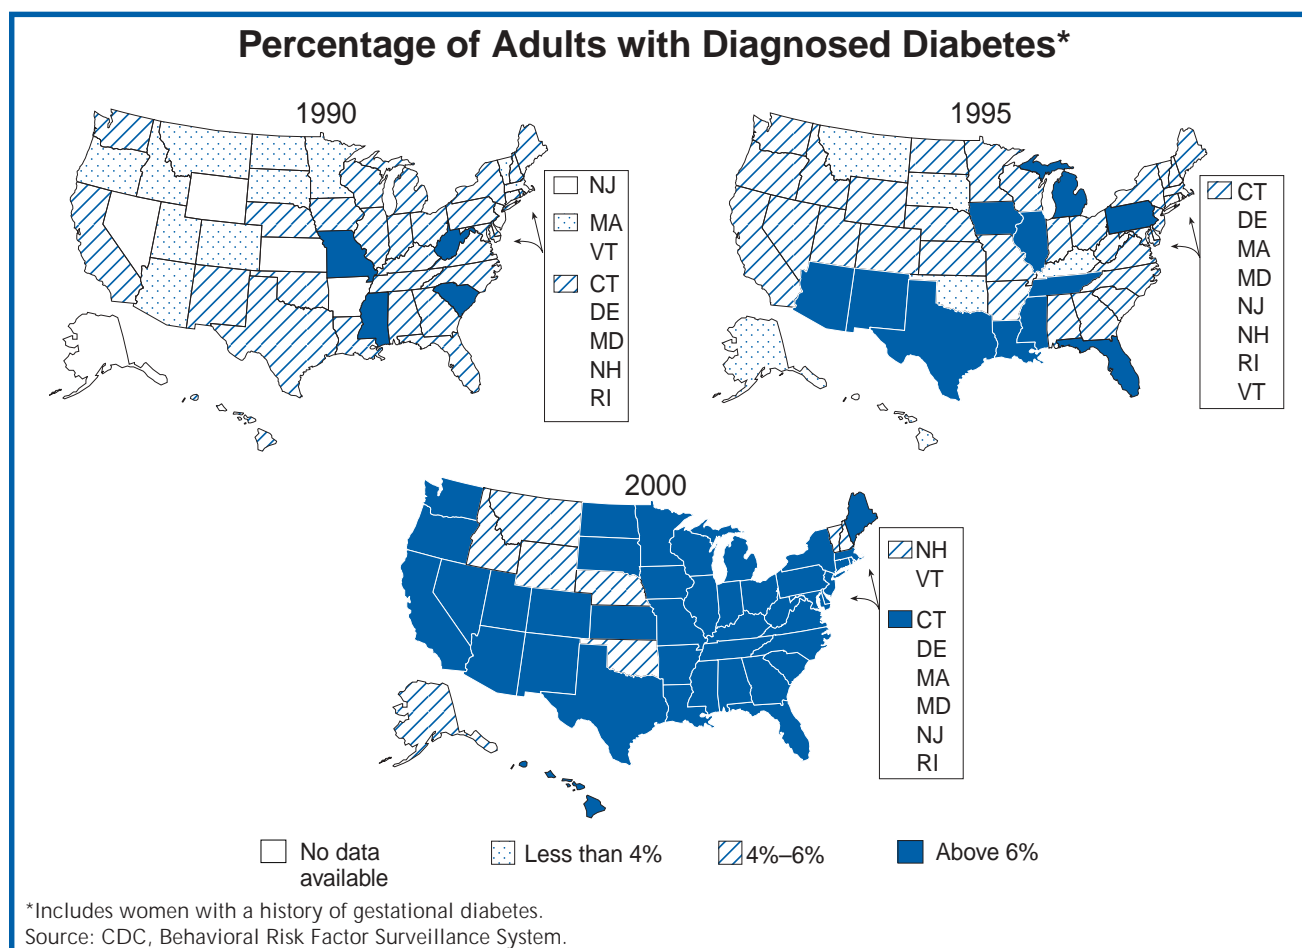 Percentage of Adults with Diagnosed Diabetes*
1990
NJ
MA
VT
CT
DE
MD
NH
RI
1995
CT
DE
MA
MD
NJ
NH
RI
VT
2000
NH
VT
CT
DE
MA
MD
NJ
RI
No data
available
Less than 4%
4%–6%
Above 6%
*Includes women with a history of gestational diabetes.
Source: CDC, Behavioral Risk Factor Surveillance System.